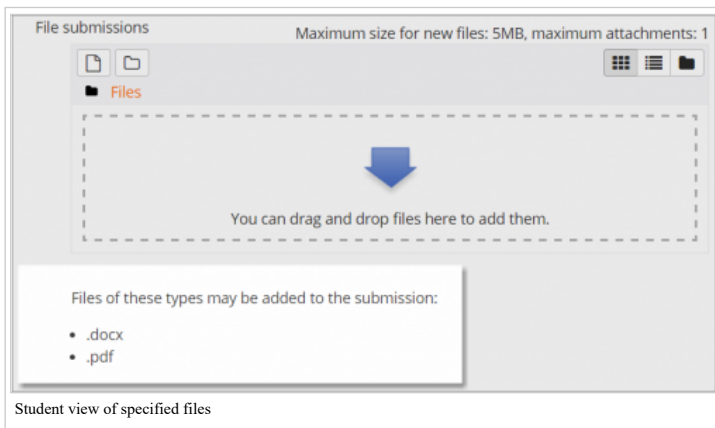 File submissions
Maximum size for new files: 5MB, maximum attachments: 1
Files
You can drag and drop files here to add them.
Files of these types may be added to the submission:
• .docx
• .pdf
Student view of specified files